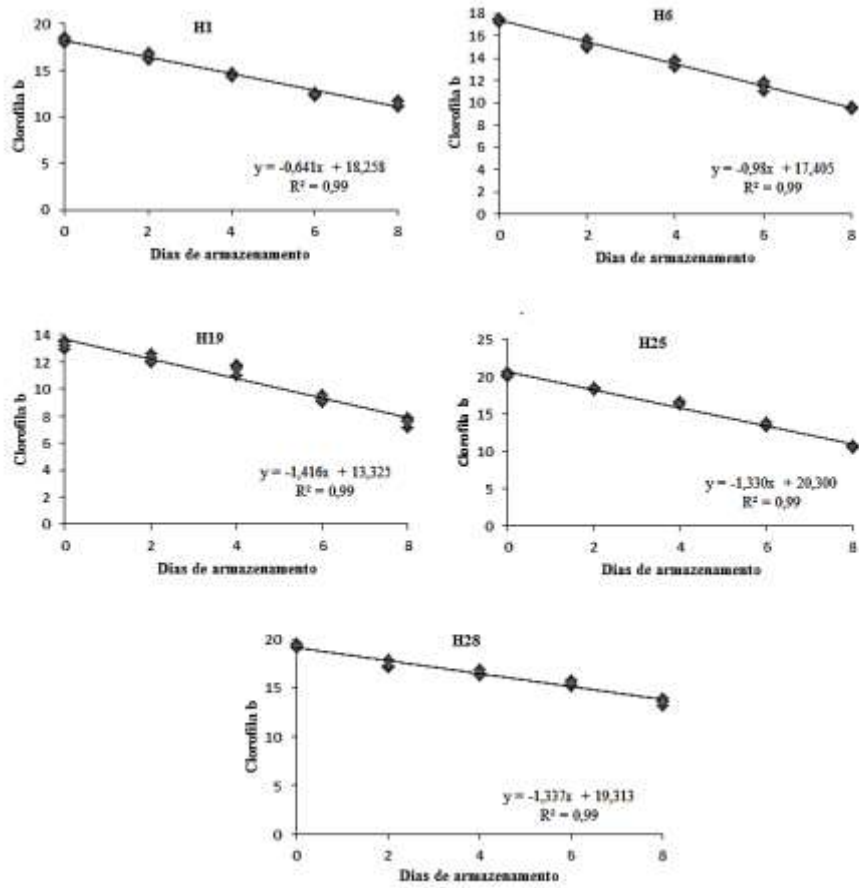 H1
20
15
10
5
0
Clorofila b
y = -0,641x + 18,258
R² = 0,99
0 2 4 6 8
Dias de armazenamento
H6
18
16
14
12
10
8
6
4
2
0
Clorofila b
y = -0,98x + 17,405
R² = 0,99
0 2 4 6 8
Dias de armazenamento
H19
14
12
10
8
6
4
2
0
Clorofila b
y = -1,416x + 13,325
R² = 0,99
0 2 4 6 8
Dias de armazenamento
H25
25
20
15
10
5
0
Clorofila b
y = -1,330x + 20,300
R² = 0,99
0 2 4 6 8
Dias de armazenamento
H28
20
15
10
5
0
Clorofila b
y = -1,337x + 19,313
R² = 0,99
0 2 4 6 8
Dias de armazenamento